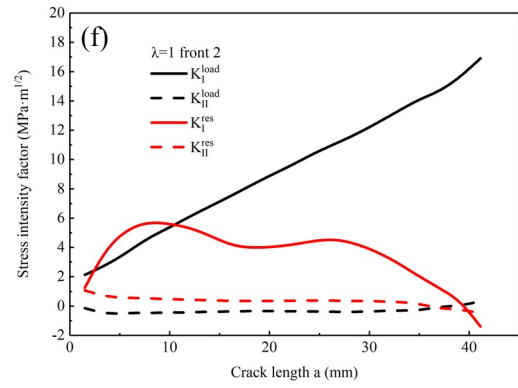 (f)
λ=1 front 2
K_I^load
K_II^load
K_I^res
K_II^res
Stress intensity factor (MPa·m^1/2)
20
18
16
14
12
10
8
6
4
2
0
-2
0 10 20 30 40
Crack length a (mm)